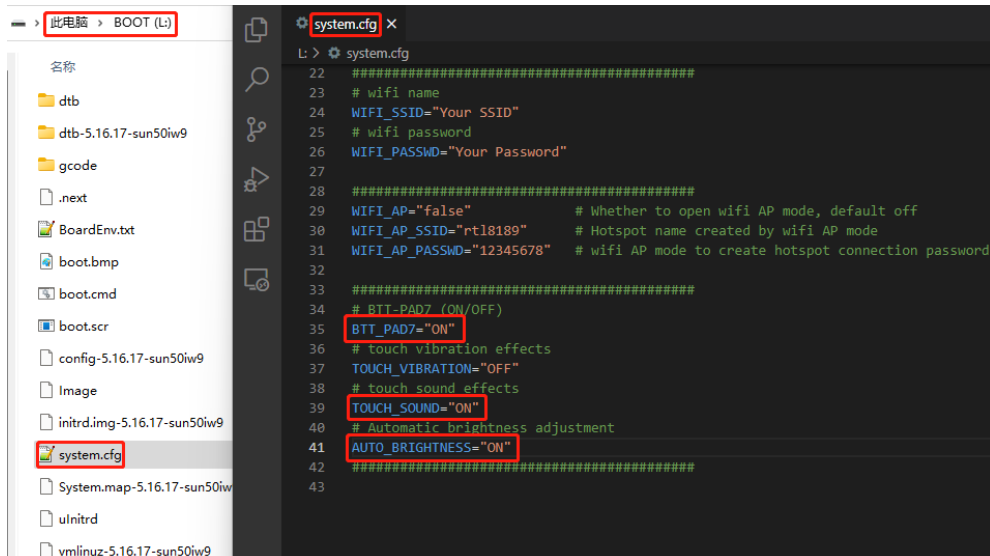 此电脑 > BOOT (L:)
名称
dtb
dtb-5.16.17-sun50iw9
gcode
.next
BoardEnv.txt
boot.bmp
boot.cmd
boot.scr
config-5.16.17-sun50iw9
Image
initrd.img-5.16.17-sun50iw9
system.cfg
System.map-5.16.17-sun50iw
uInitrd
vmlinuz-5.16.17-sun50iw9
system.cfg
L: > system.cfg
22 ###########################################
23 # wifi name
24 WIFI_SSID="Your SSID"
25 # wifi password
26 WIFI_PASSWD="Your Password"
27
28 ###########################################
29 WIFI_AP="false" # Whether to open wifi AP mode, default off
30 WIFI_AP_SSID="rtl8189" # Hotspot name created by wifi AP mode
31 WIFI_AP_PASSWD="12345678" # wifi AP mode to create hotspot connection password
32
33 ###########################################
34 # BTT-PAD7 (ON/OFF)
35 BTT_PAD7="ON"
36 # touch vibration effects
37 TOUCH_VIBRATION="OFF"
38 # touch sound effects
39 TOUCH_SOUND="ON"
40 # Automatic brightness adjustment
41 AUTO_BRIGHTNESS="ON"
42 ###########################################
43